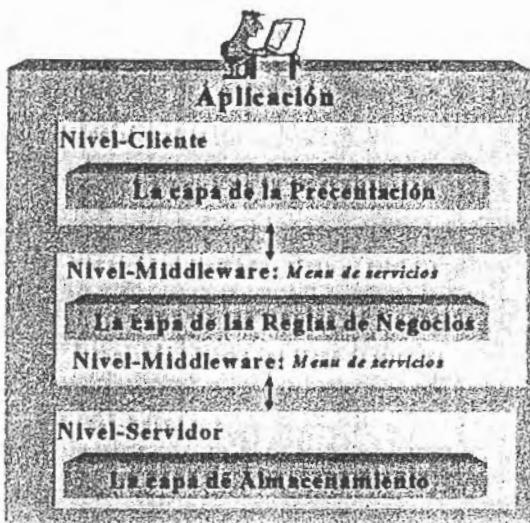 Aplicación
Nivel-Cliente
La capa de la Precentación
Nivel-Middleware: Menu de servicios
La capa de las Reglas de Negocios
Nivel-Middleware: Menu de servicios
Nivel-Servidor
La capa de Almacenamiento